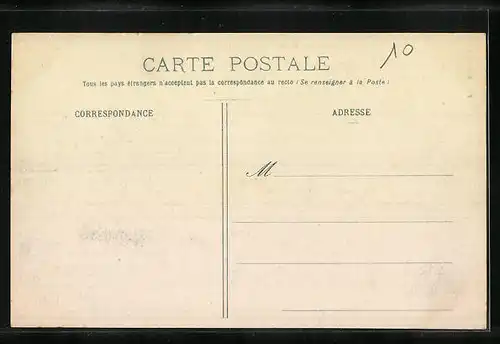 10
CARTE POSTALE
Tous les pays étrangers n'acceptent pas la correspondance au recto (Se renseigner à la Poste)
CORRESPONDANCE
ADRESSE
M